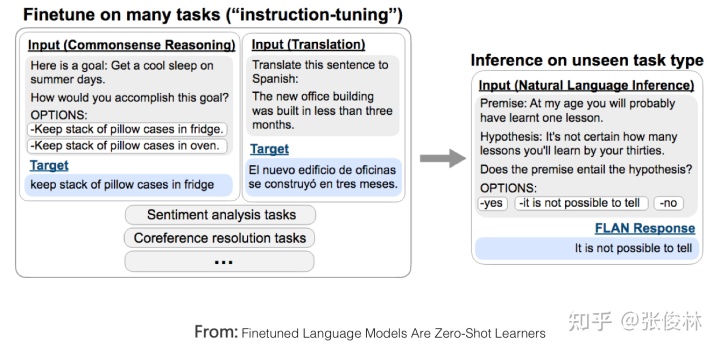 Finetune on many tasks (“instruction-tuning”)
Input (Commonsense Reasoning)
Here is a goal: Get a cool sleep on
summer days.
How would you accomplish this goal?
OPTIONS:
-Keep stack of pillow cases in fridge.
-Keep stack of pillow cases in oven.
Target
keep stack of pillow cases in fridge
Input (Translation)
Translate this sentence to
Spanish:
The new office building
was built in less than three
months.
Target
El nuevo edificio de oficinas
se construyó en tres meses.
Sentiment analysis tasks
Coreference resolution tasks
...
Inference on unseen task type
Input (Natural Language Inference)
Premise: At my age you will probably
have learnt one lesson.
Hypothesis: It's not certain how many
lessons you'll learn by your thirties.
Does the premise entail the hypothesis?
OPTIONS:
-yes
-it is not possible to tell
-no
FLAN Response
It is not possible to tell
From: Finetuned Language Models Are Zero-Shot Learners
知乎 @张俊林